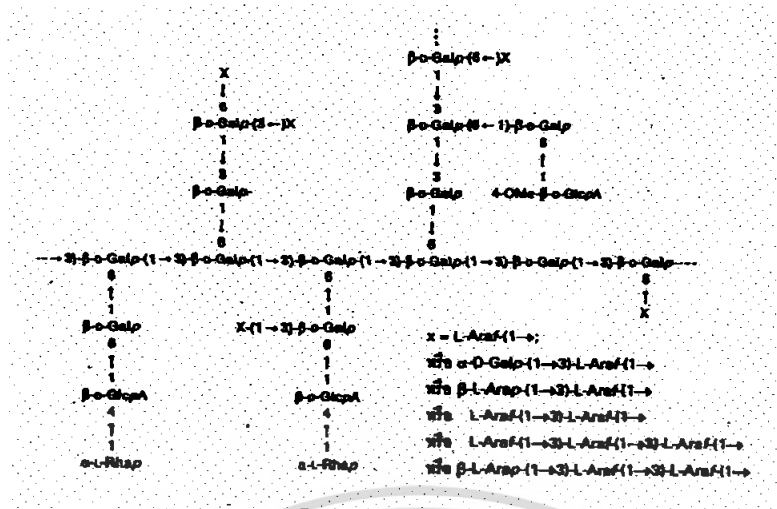 β-D-Galp-(6←)X
1
↓
3
X
↓
6
β-D-Galp-(3←)X
1
↓
3
β-D-Galp-
1
↓
6
β-D-Galp-(6←1)-β-D-Galp
1
↓
3
β-D-Galp
1
↓
6
6
↑
1
4-OMe-β-D-GlcpA
→3)-β-D-Galp-(1→3)-β-D-Galp-(1→3)-β-D-Galp-(1→3)-β-D-Galp-(1→3)-β-D-Galp-(1→3)-β-D-Galp
6
↑
1
β-D-Galp
6
↑
1
β-D-GlcpA
4
↑
1
α-L-Rhap
6
↑
1
X-(1→3)-β-D-Galp
6
↑
1
β-D-GlcpA
4
↑
1
α-L-Rhap
6
↑
X
x = L-Araf-(1→;
หรือ α-D-Galp-(1→3)-L-Araf-(1→
หรือ β-L-Arap-(1→3)-L-Araf-(1→
หรือ L-Araf-(1→3)-L-Araf-(1→
หรือ L-Araf-(1→3)-L-Araf-(1→3)-L-Araf-(1→
หรือ β-L-Arap-(1→3)-L-Araf-(1→3)-L-Araf-(1→